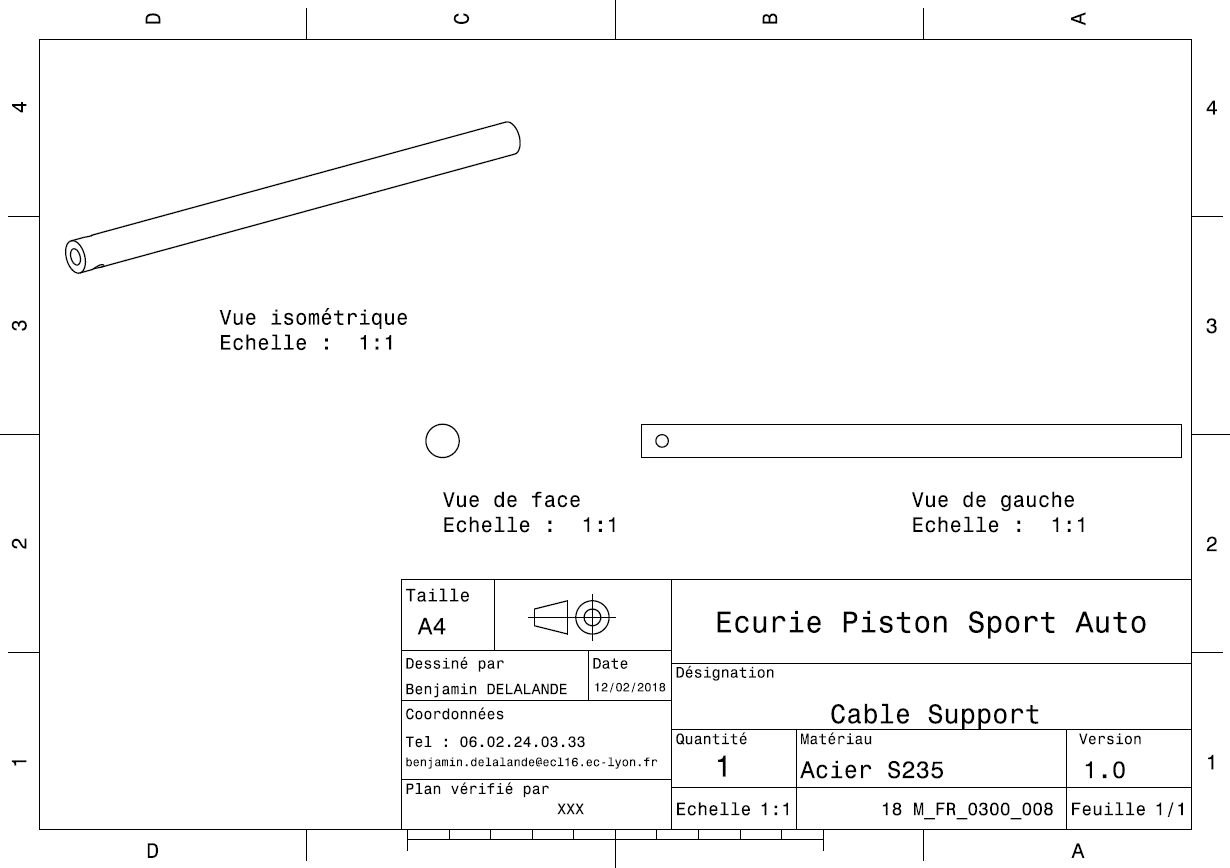 D C B A
4 4
Vue isométrique
Echelle : 1:1
3 3
Vue de face
Echelle : 1:1
Vue de gauche
Echelle : 1:1
2 2
Taille
A4
Ecurie Piston Sport Auto
Dessiné par
Benjamin DELALANDE
Date
12/02/2018
Désignation
Cable Support
Coordonnées
Tel : 06.02.24.03.33
benjamin.delalande@ecl16.ec-lyon.fr
Quantité
1
Matériau
Acier S235
Version
1.0
1 1
Plan vérifié par
XXX
Echelle 1:1
18 M_FR_0300_008
Feuille 1/1
D A